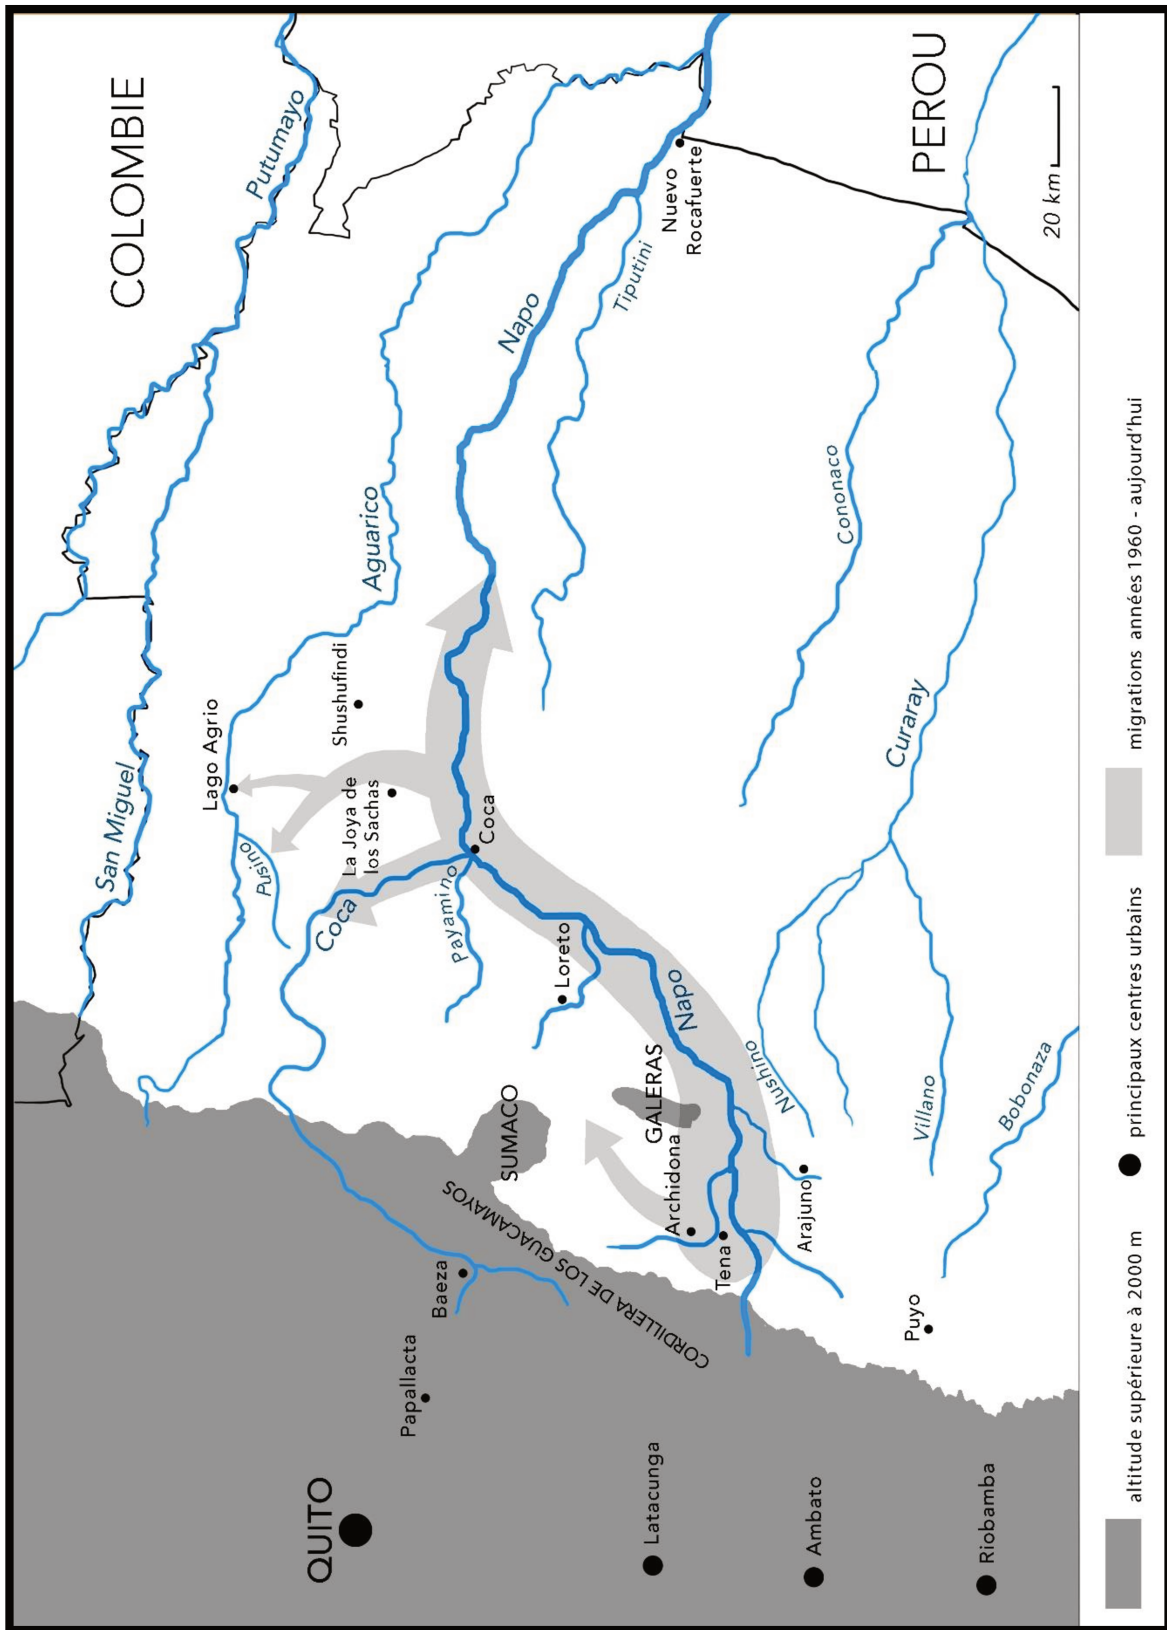 COLOMBIE
Putumayo
San Miguel
Lago Agrio
Pusino
Aguarico
Shushufindi
La Joya de
los Sachas
Coca
Coca
Payamino
Loreto
Napo
Napo
Tiputini
Nuevo
Rocafuerte
PEROU
20 km
Cononaco
Curaray
Nushino
Villano
Bobonaza
QUITO
Papallacta
Baeza
CORDILLERA DE LOS GUACAMAYOS
SUMACO
GALERAS
Archidona
Tena
Arajuno
Puyo
Latacunga
Ambato
Riobamba
altitude supérieure à 2000 m
principaux centres urbains
migrations années 1960 - aujourd'hui